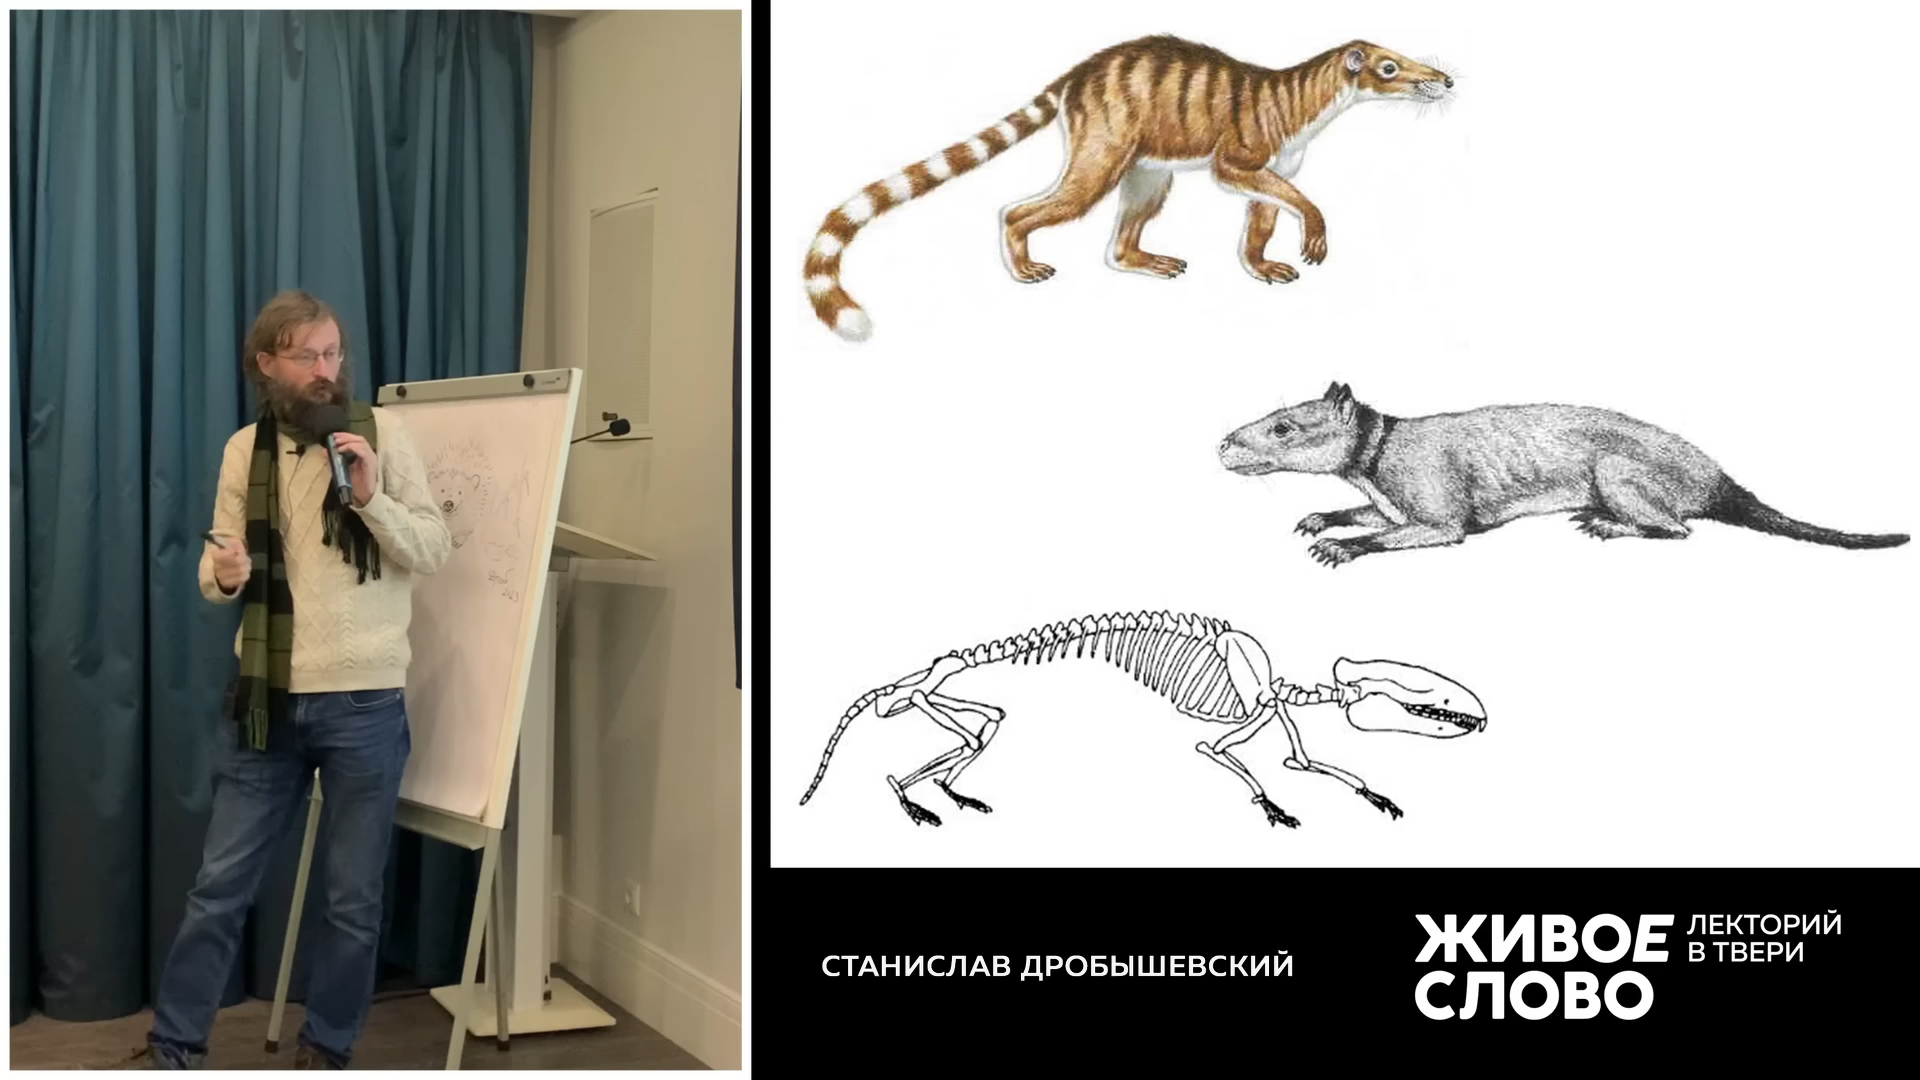 СТАНИСЛАВ ДРОБЫШЕВСКИЙ
ЖИВОЕ
СЛОВО
ЛЕКТОРИЙ
В ТВЕРИ